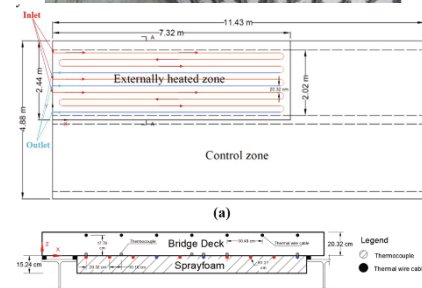 Inlet
11.43 m
7.32 m
A
Externally heated zone
2.44 m
4.88 m
20.32 cm
2.02 m
X
A
Outlet
Control zone
(a)
Thermocouple
Bridge Deck
Thermal wire cable
20.32 cm
Z
X
15.24 cm
Sprayfoam
Legend
Thermocouple
Thermal wire cabl